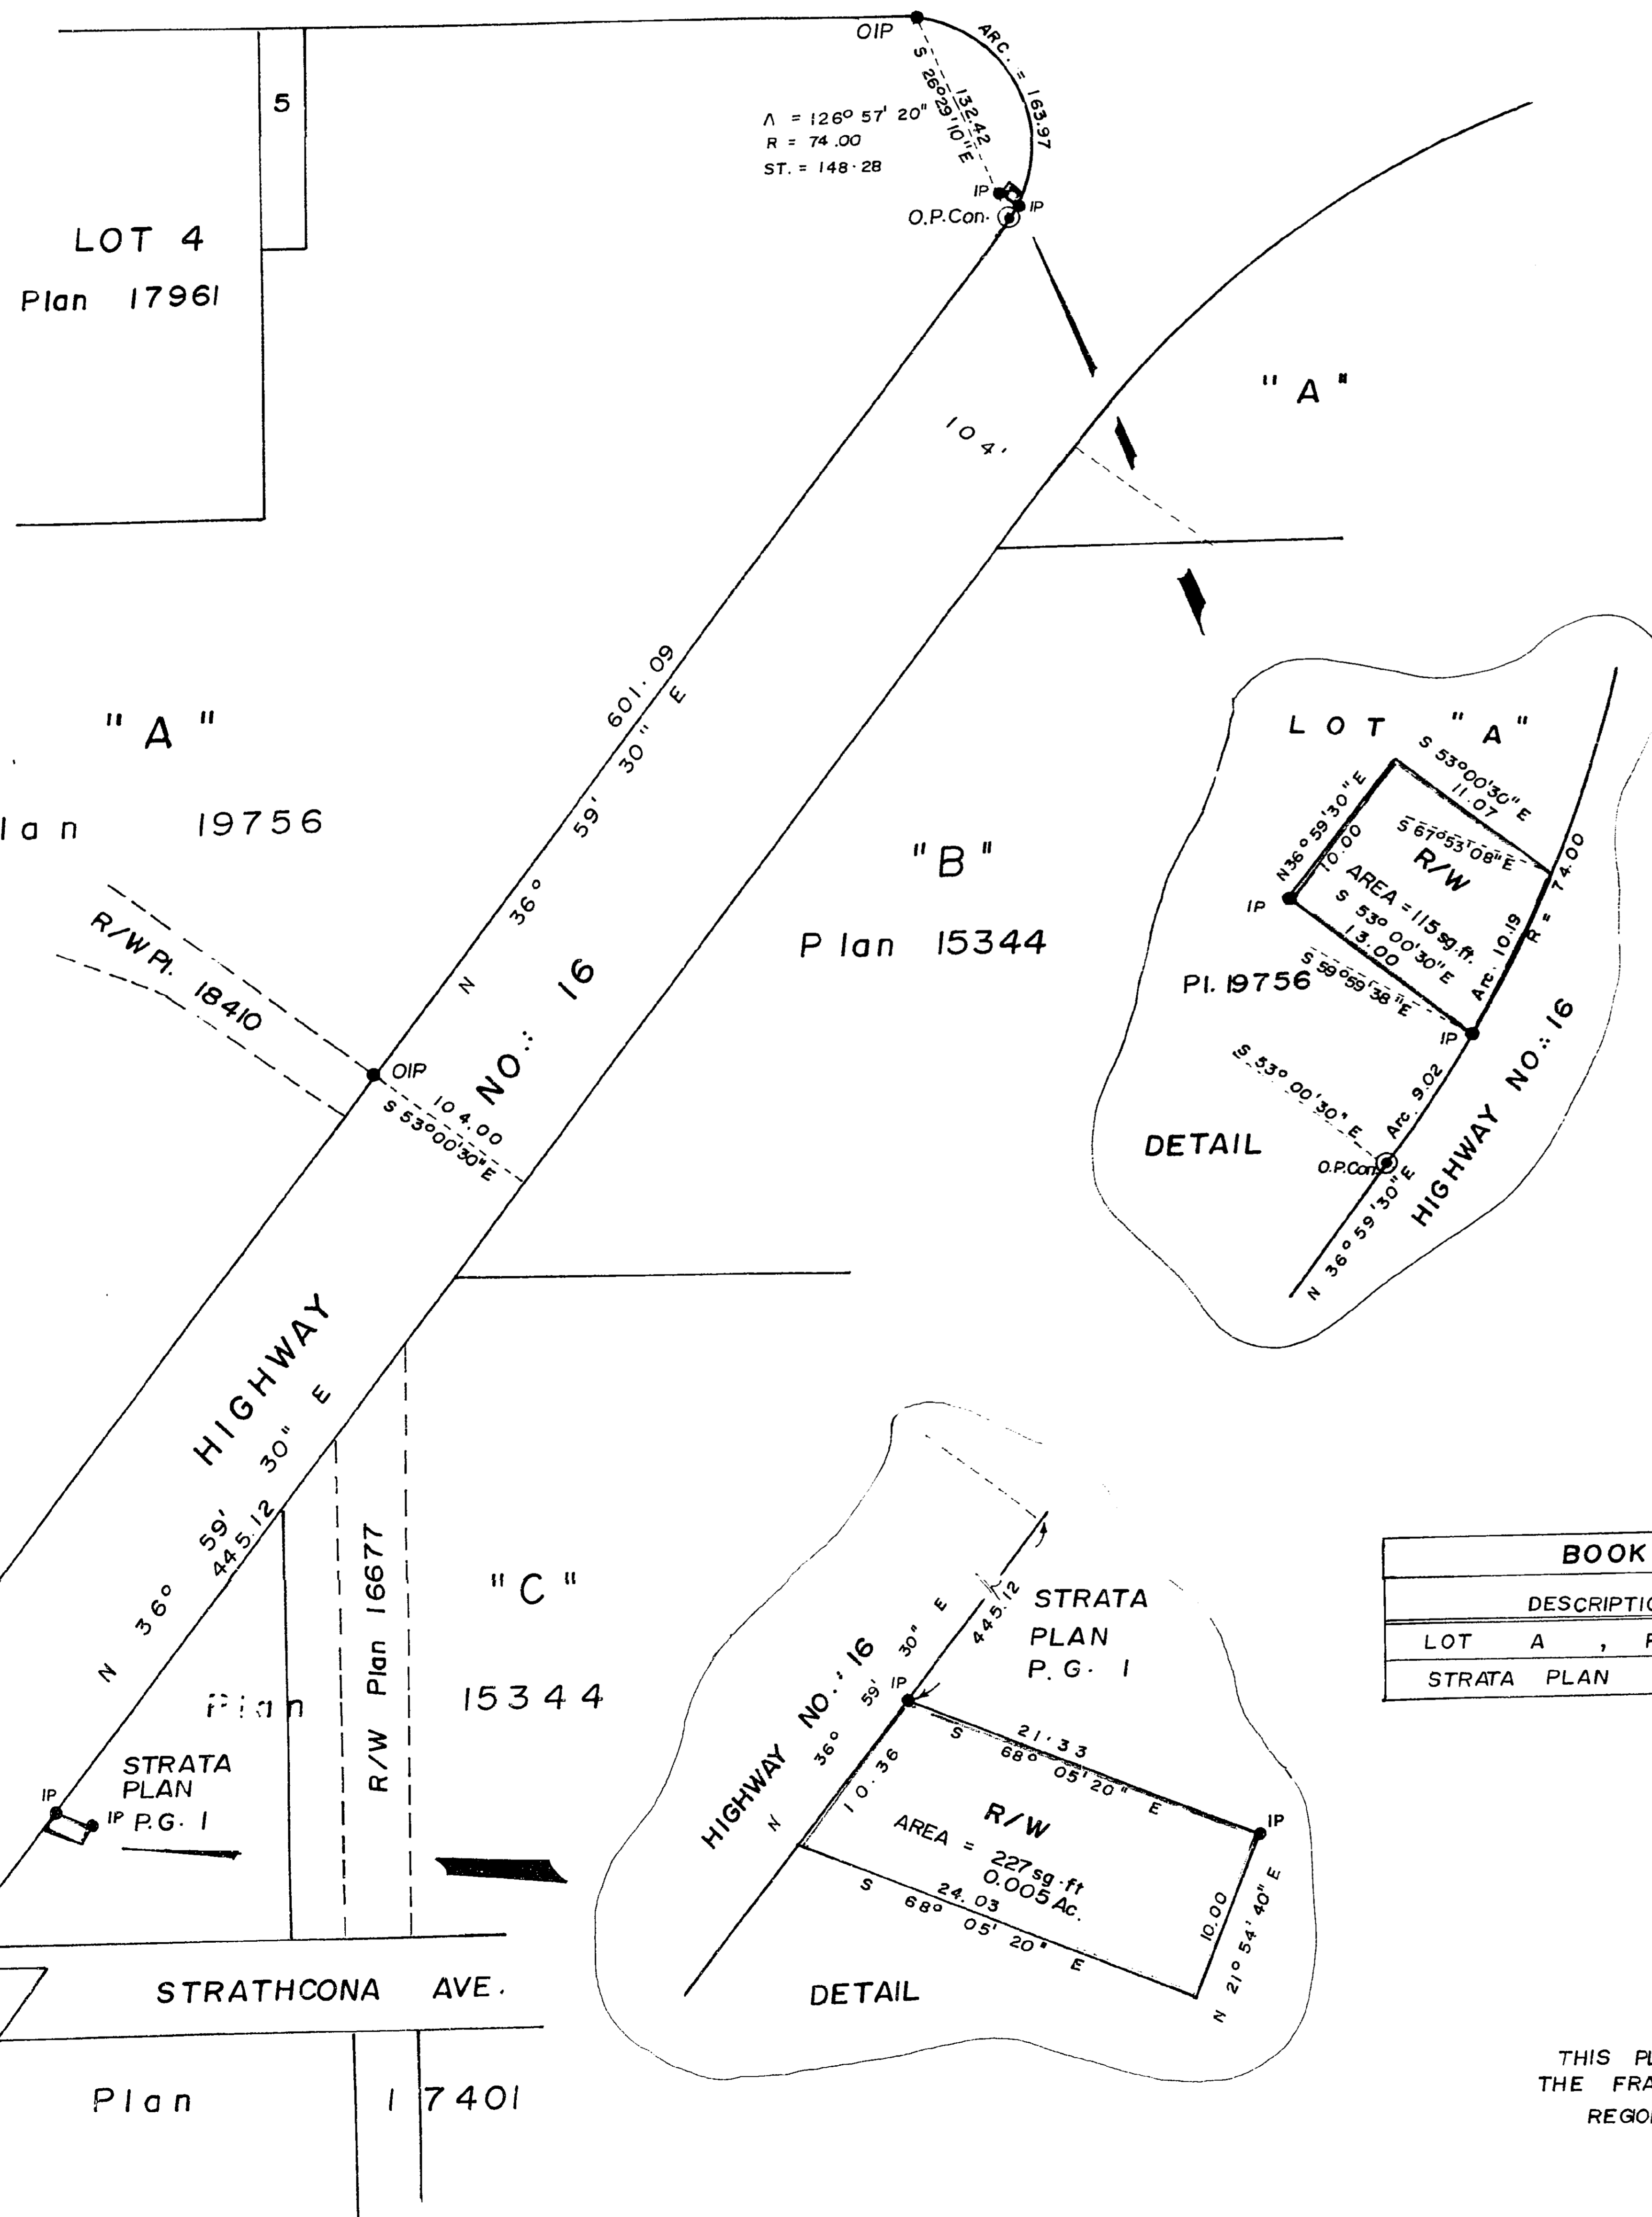 OIP
ARC. = 163.97
132.42
S 26°29'10"E
Λ = 126° 57' 20"
R = 74.00
ST. = 148·28
IP
IP
O.P.Con.
5
LOT 4
Plan 17961
"A"
104'
601.09
N 36° 59' 30" E
"A"
lan 19756
"B"
Plan 15344
R/W Pl. 18410
OIP
104.00
S 53°00'30"E
HIGHWAY NO.: 16
N 36° 59' 30" E
445.12
R/W Plan 16677
"C"
Plan 15344
IP
IP
STRATA
PLAN
P.G. 1
STRATHCONA AVE.
Plan 17401
LOT "A"
S 53°00'30" E
11.07
N36°59'30"E
10.00
S 67°53'08"E
R/W
AREA = 115 sq.ft.
S 53° 00'30"E
13.00
IP
S 59°59'38"E
Pl. 19756
Arc. 10.19
R = 74.00
IP
S 53° 00'30" E
Arc. 9.02
DETAIL
O.P.Con.
N 36° 59'30" E
HIGHWAY NO.: 16
445.12
STRATA
PLAN
P.G. 1
HIGHWAY NO.: 16
N 36° 59' 30" E
IP
21.33
S 68° 05' 20" E
10.36
R/W
AREA = 227 sq.ft
0.005 Ac.
24.03
S 68° 05' 20" E
IP
10.00
N 21° 54' 40" E
DETAIL
BOOK
DESCRIPTIO
LOT A , P
STRATA PLAN
THIS PL
THE FRA
REGIO